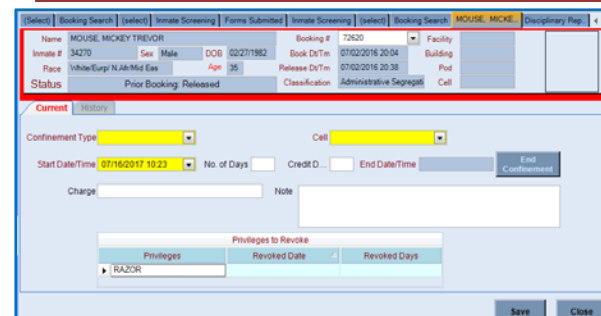 (Select) Booking Search (select) Inmate Screening Forms Submitted Inmate Screening (select) Booking Search MOUSE, MICKE... Disciplinary Rep..
Name MOUSE, MICKEY TREVOR Booking # 72620 Facility
Inmate # 34270 Sex Male DOB 02/27/1982 Book Dt/Tm 07/02/2016 20:04 Building
Race White/Eurp/ N.Afr/Mid Eas Age 35 Release Dt/Tm 07/02/2016 20:38 Pod
Status Prior Booking: Released Classification Administrative Segregati Cell
Current History
Confinement Type Cell
Start Date/Time 07/16/2017 10:23 No. of Days Credit D... End Date/Time End Confinement
Charge Note
Privileges to Revoke
Privileges Revoked Date Revoked Days
RAZOR
Save Close